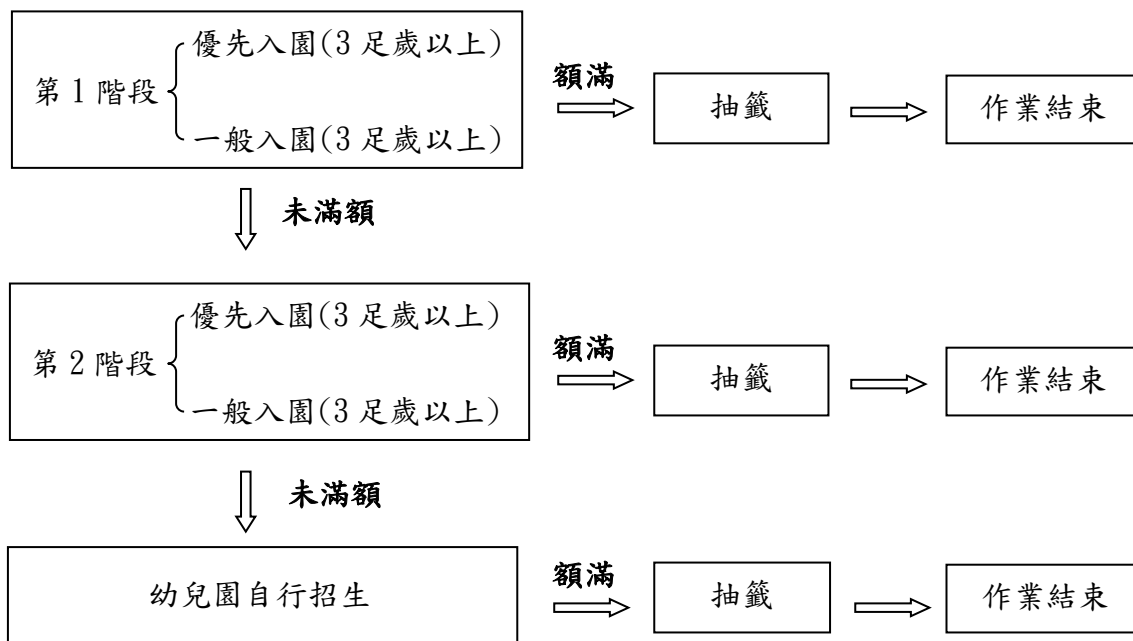 優先入園(3 足歲以上)
第 1 階段
一般入園(3 足歲以上)
額滿
抽籤
作業結束
未滿額
優先入園(3 足歲以上)
第 2 階段
一般入園(3 足歲以上)
額滿
抽籤
作業結束
未滿額
幼兒園自行招生
額滿
抽籤
作業結束